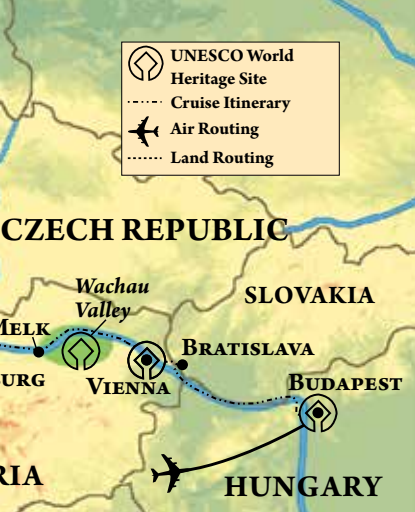 UNESCO World
Heritage Site
Cruise Itinerary
Air Routing
Land Routing
CZECH REPUBLIC
Wachau
Valley
SLOVAKIA
MELK
BRATISLAVA
URG
VIENNA
BUDAPEST
RIA
HUNGARY